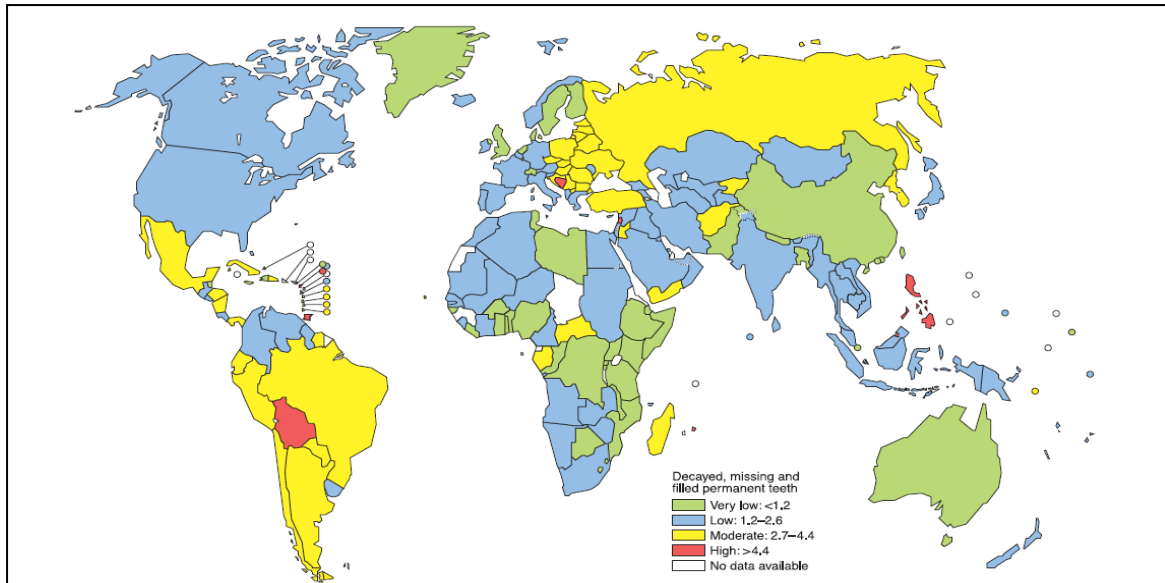 Decayed, missing and
filled permanent teeth
Very low: <1.2
Low: 1.2–2.6
Moderate: 2.7–4.4
High: >4.4
No data available